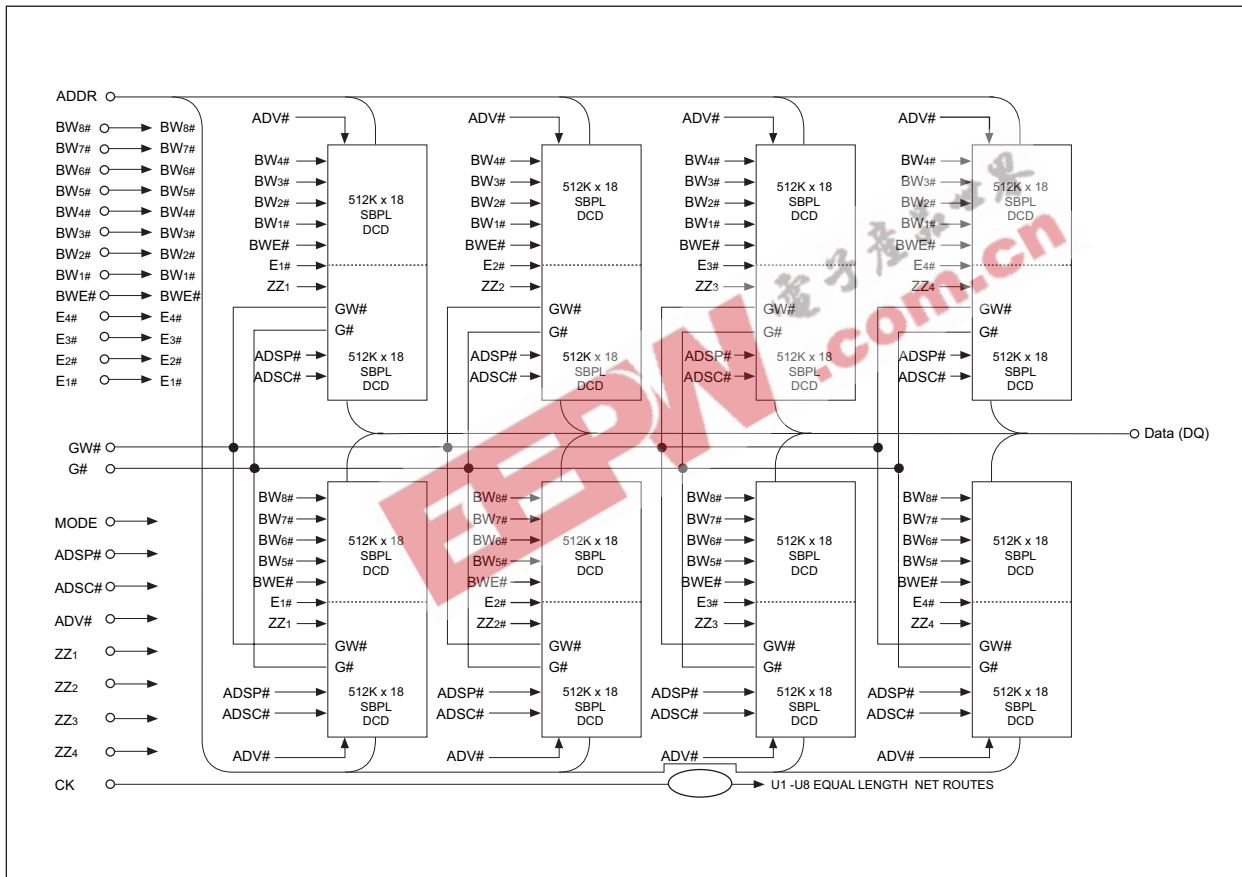 ADDR
BW8# BW8#
BW7# BW7#
BW6# BW6#
BW5# BW5#
BW4# BW4#
BW3# BW3#
BW2# BW2#
BW1# BW1#
BWE# BWE#
E4# E4#
E3# E3#
E2# E2#
E1# E1#
GW#
G#
MODE
ADSP#
ADSC#
ADV#
ZZ1
ZZ2
ZZ3
ZZ4
CK
ADV#
BW4#
BW3#
BW2#
BW1#
BWE#
E1#
ZZ1
512K x 18
SBPL
DCD
GW#
G#
ADSP#
ADSC#
512K x 18
SBPL
DCD
ADV#
BW4#
BW3#
BW2#
BW1#
BWE#
E2#
ZZ2
512K x 18
SBPL
DCD
GW#
G#
ADSP#
ADSC#
512K x 18
SBPL
DCD
ADV#
BW4#
BW3#
BW2#
BW1#
BWE#
E3#
ZZ3
512K x 18
SBPL
DCD
GW#
G#
ADSP#
ADSC#
512K x 18
SBPL
DCD
ADV#
BW4#
BW3#
BW2#
BW1#
BWE#
E4#
ZZ4
512K x 18
SBPL
DCD
GW#
G#
ADSP#
ADSC#
512K x 18
SBPL
DCD
Data (DQ)
BW8#
BW7#
BW6#
BW5#
BWE#
E1#
ZZ1
512K x 18
SBPL
DCD
GW#
G#
ADSP#
ADSC#
512K x 18
SBPL
DCD
ADV#
BW8#
BW7#
BW6#
BW5#
BWE#
E2#
ZZ2#
512K x 18
SBPL
DCD
GW#
G#
ADSP#
ADSC#
512K x 18
SBPL
DCD
ADV#
BW8#
BW7#
BW6#
BW5#
BWE#
E3#
ZZ3
512K x 18
SBPL
DCD
GW#
G#
ADSP#
ADSC#
512K x 18
SBPL
DCD
ADV#
BW8#
BW7#
BW6#
BW5#
BWE#
E4#
ZZ4
512K x 18
SBPL
DCD
GW#
G#
ADSP#
ADSC#
512K x 18
SBPL
DCD
ADV#
U1 -U8 EQUAL LENGTH NET ROUTES
EEPW
.com.cn
電子產品世界